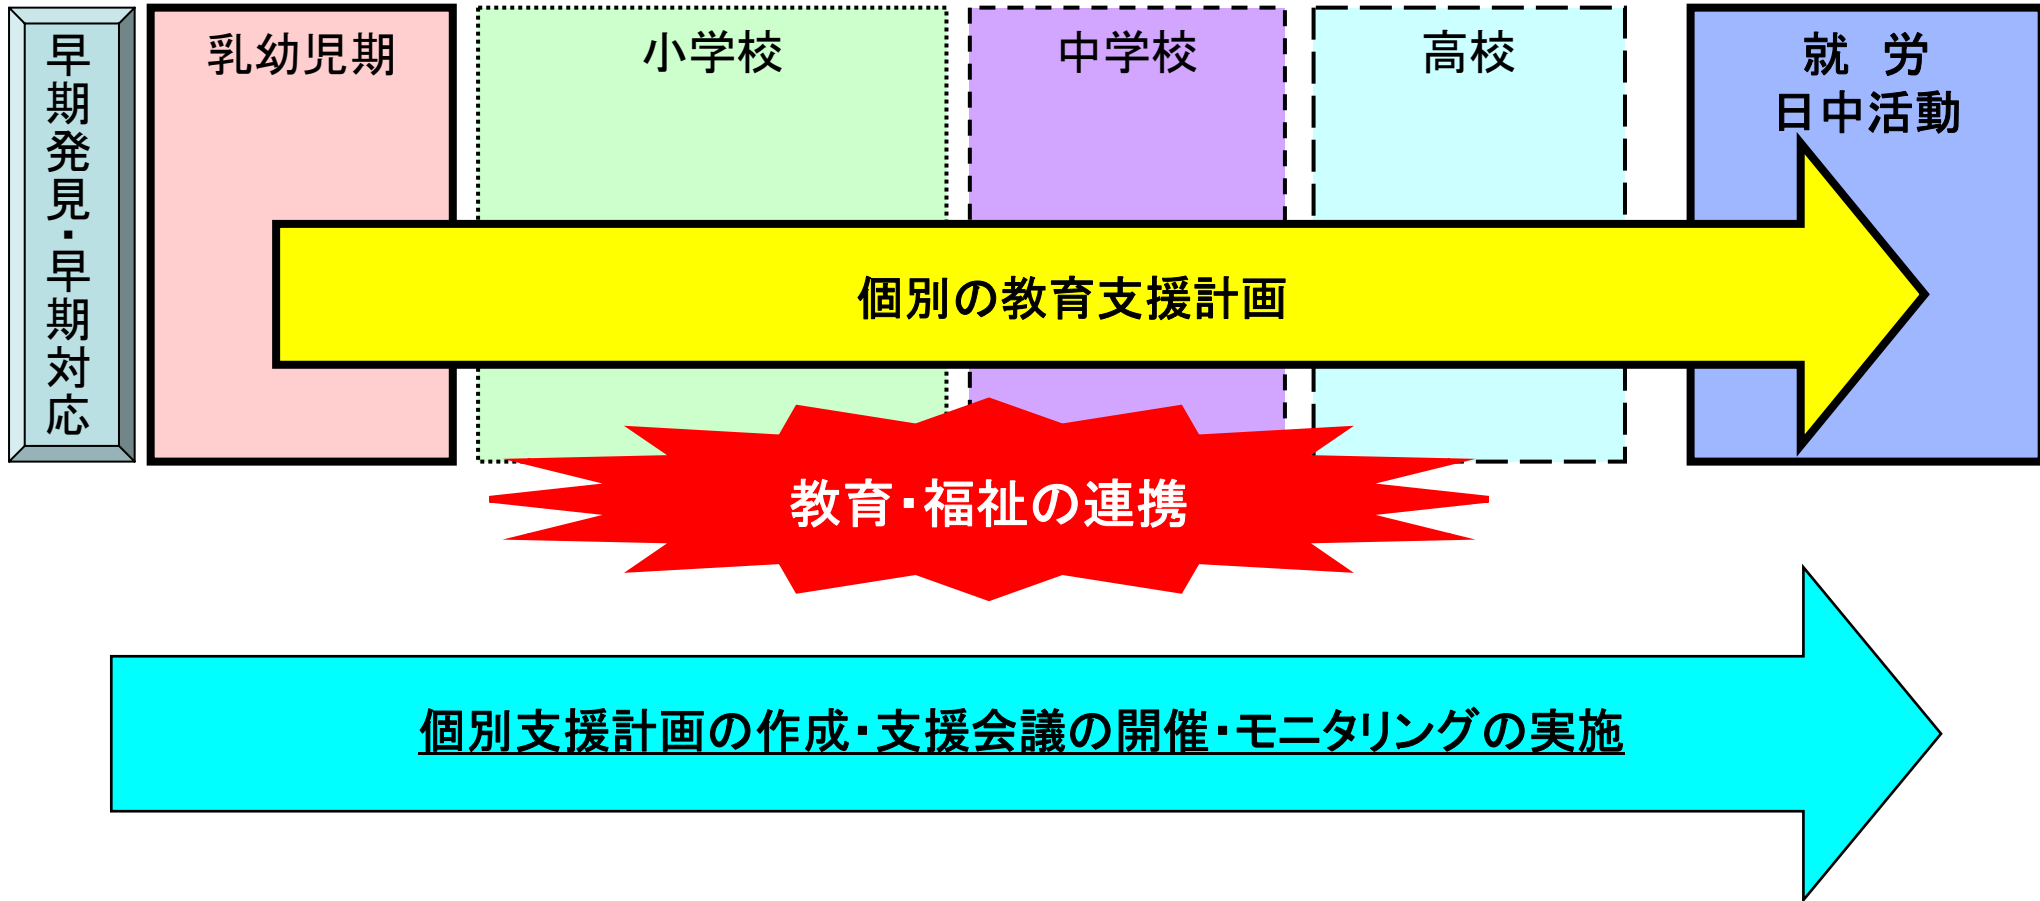 早期発見・早期対応
乳幼児期
小学校
中学校
高校
就　労
日中活動
個別の教育支援計画
教育・福祉の連携
個別支援計画の作成・支援会議の開催・モニタリングの実施